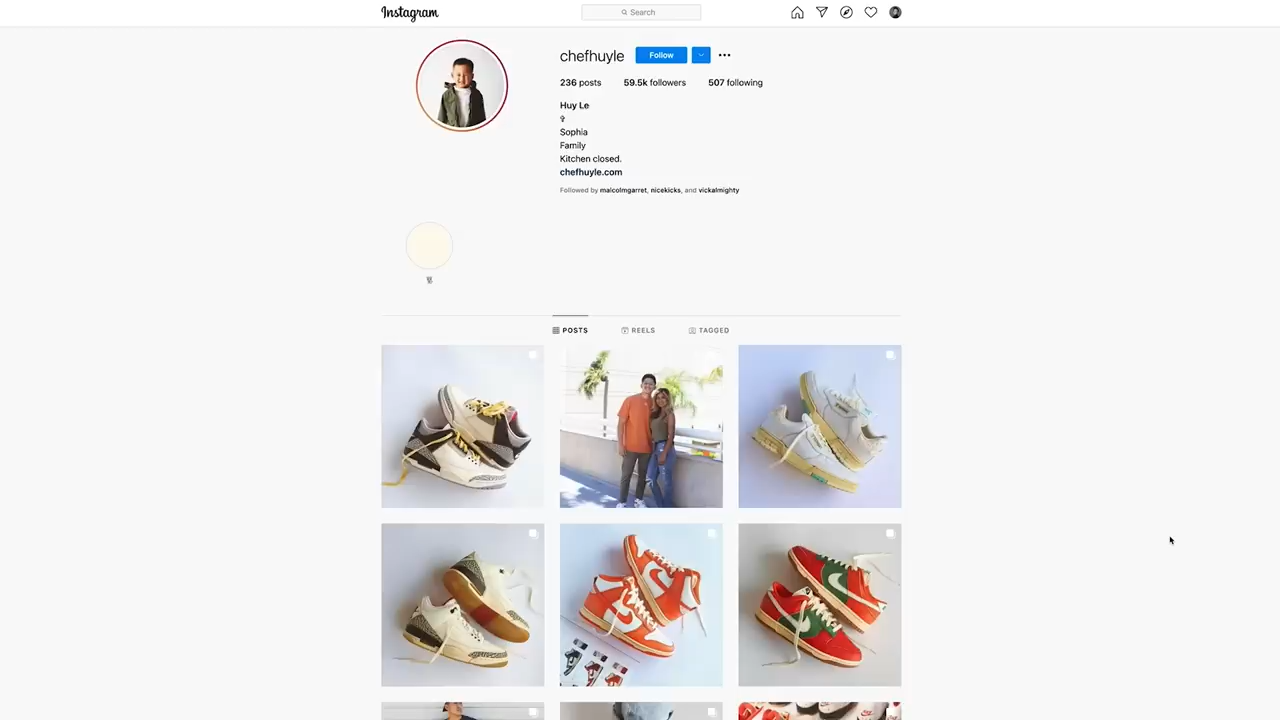 Instagram
Search
chefhuyle
Follow
236 posts 59.5k followers 507 following
Huy Le
✞
Sophia
Family
Kitchen closed.
chefhuyle.com
Followed by malcolmgarret, nicekicks, and vickalmighty
POSTS REELS TAGGED